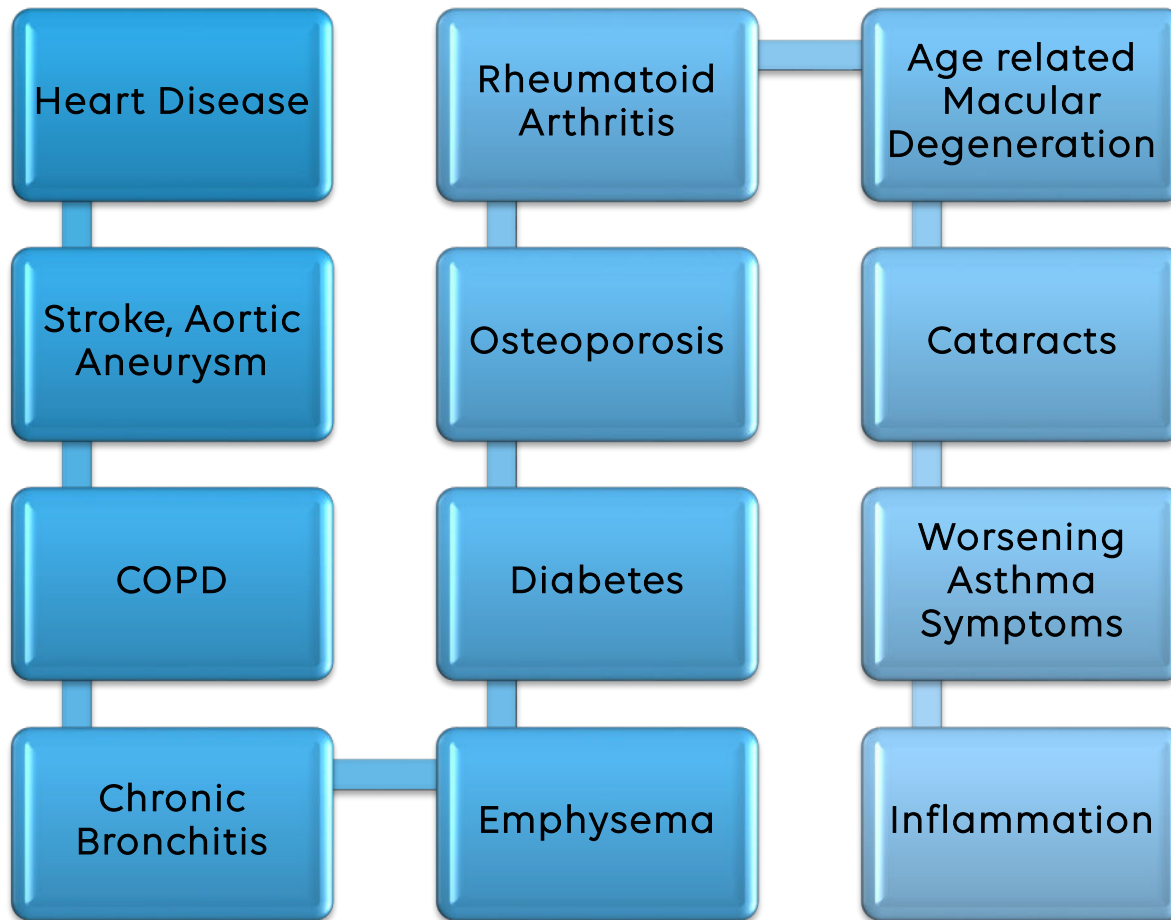 Heart Disease
Stroke, Aortic
Aneurysm
COPD
Chronic
Bronchitis
Emphysema
Diabetes
Osteoporosis
Rheumatoid
Arthritis
Age related
Macular
Degeneration
Cataracts
Worsening
Asthma
Symptoms
Inflammation